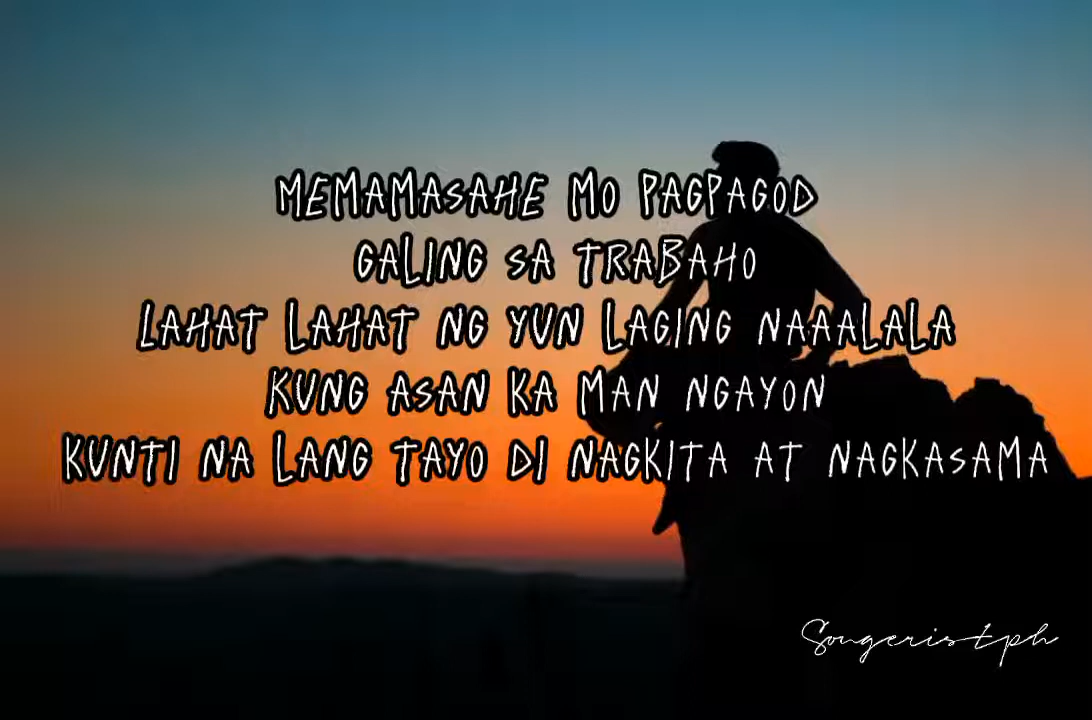 MEMAMASAHE MO PAGPAGOD
GALING SA TRABAHO
LAHAT LAHAT NG YUN LAGING NAAALALA
KUNG ASAN KA MAN NGAYON
KUNTI NA LANG TAYO DI NAGKITA AT NAGKASAMA
Songeristph